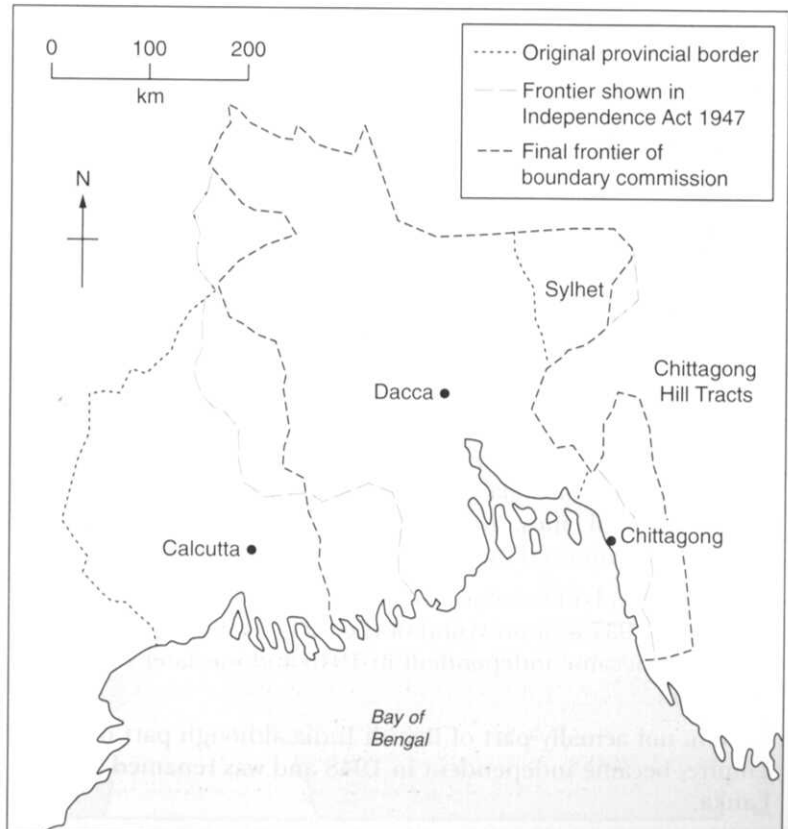 0 100 200
km
Original provincial border
Frontier shown in
Independence Act 1947
Final frontier of
boundary commission
N
Sylhet
Dacca
Chittagong
Hill Tracts
Calcutta
Chittagong
Bay of
Bengal